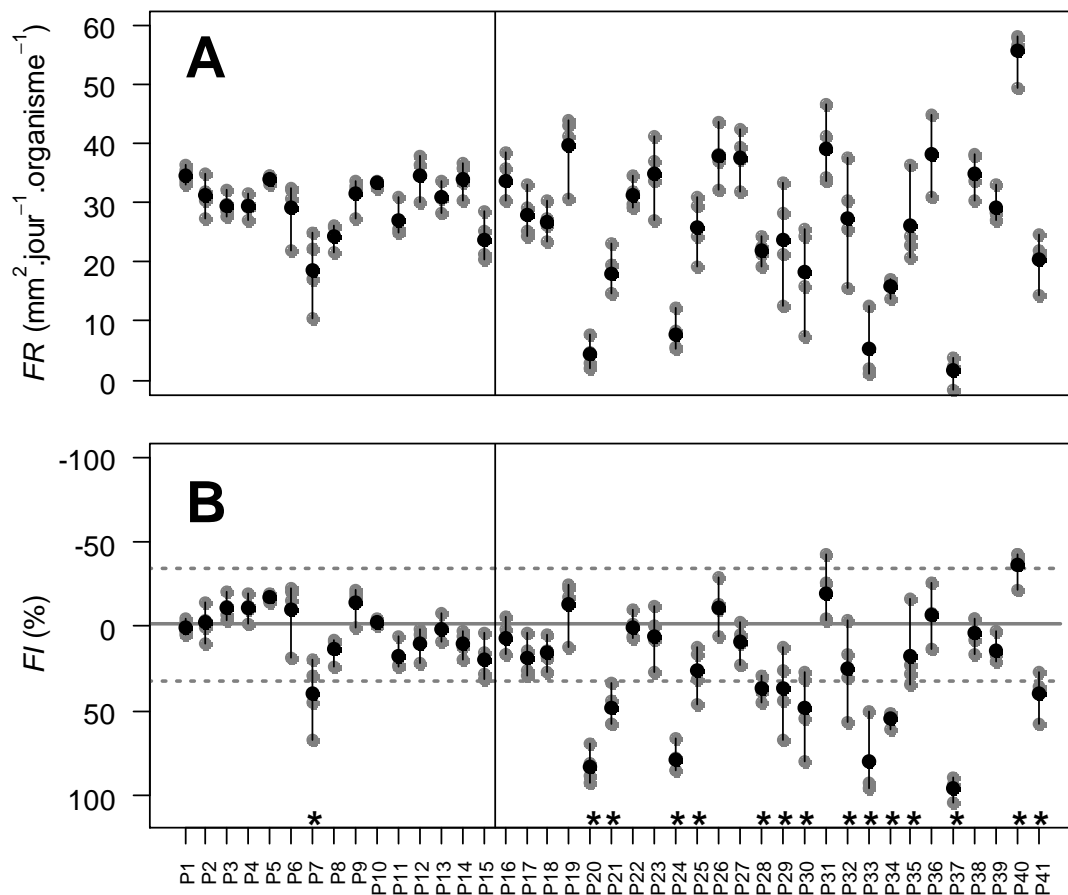 A
FR (mm².jour⁻¹.organisme⁻¹)
60
50
40
30
20
10
0
B
FI (%)
-100
-50
0
50
100
* * * * * * * * * * * * * * *
P1 P2 P3 P4 P5 P6 P7 P8 P9 P10 P11 P12 P13 P14 P15 P16 P17 P18 P19 P20 P21 P22 P23 P24 P25 P26 P27 P28 P29 P30 P31 P32 P33 P34 P35 P36 P37 P38 P39 P40 P41